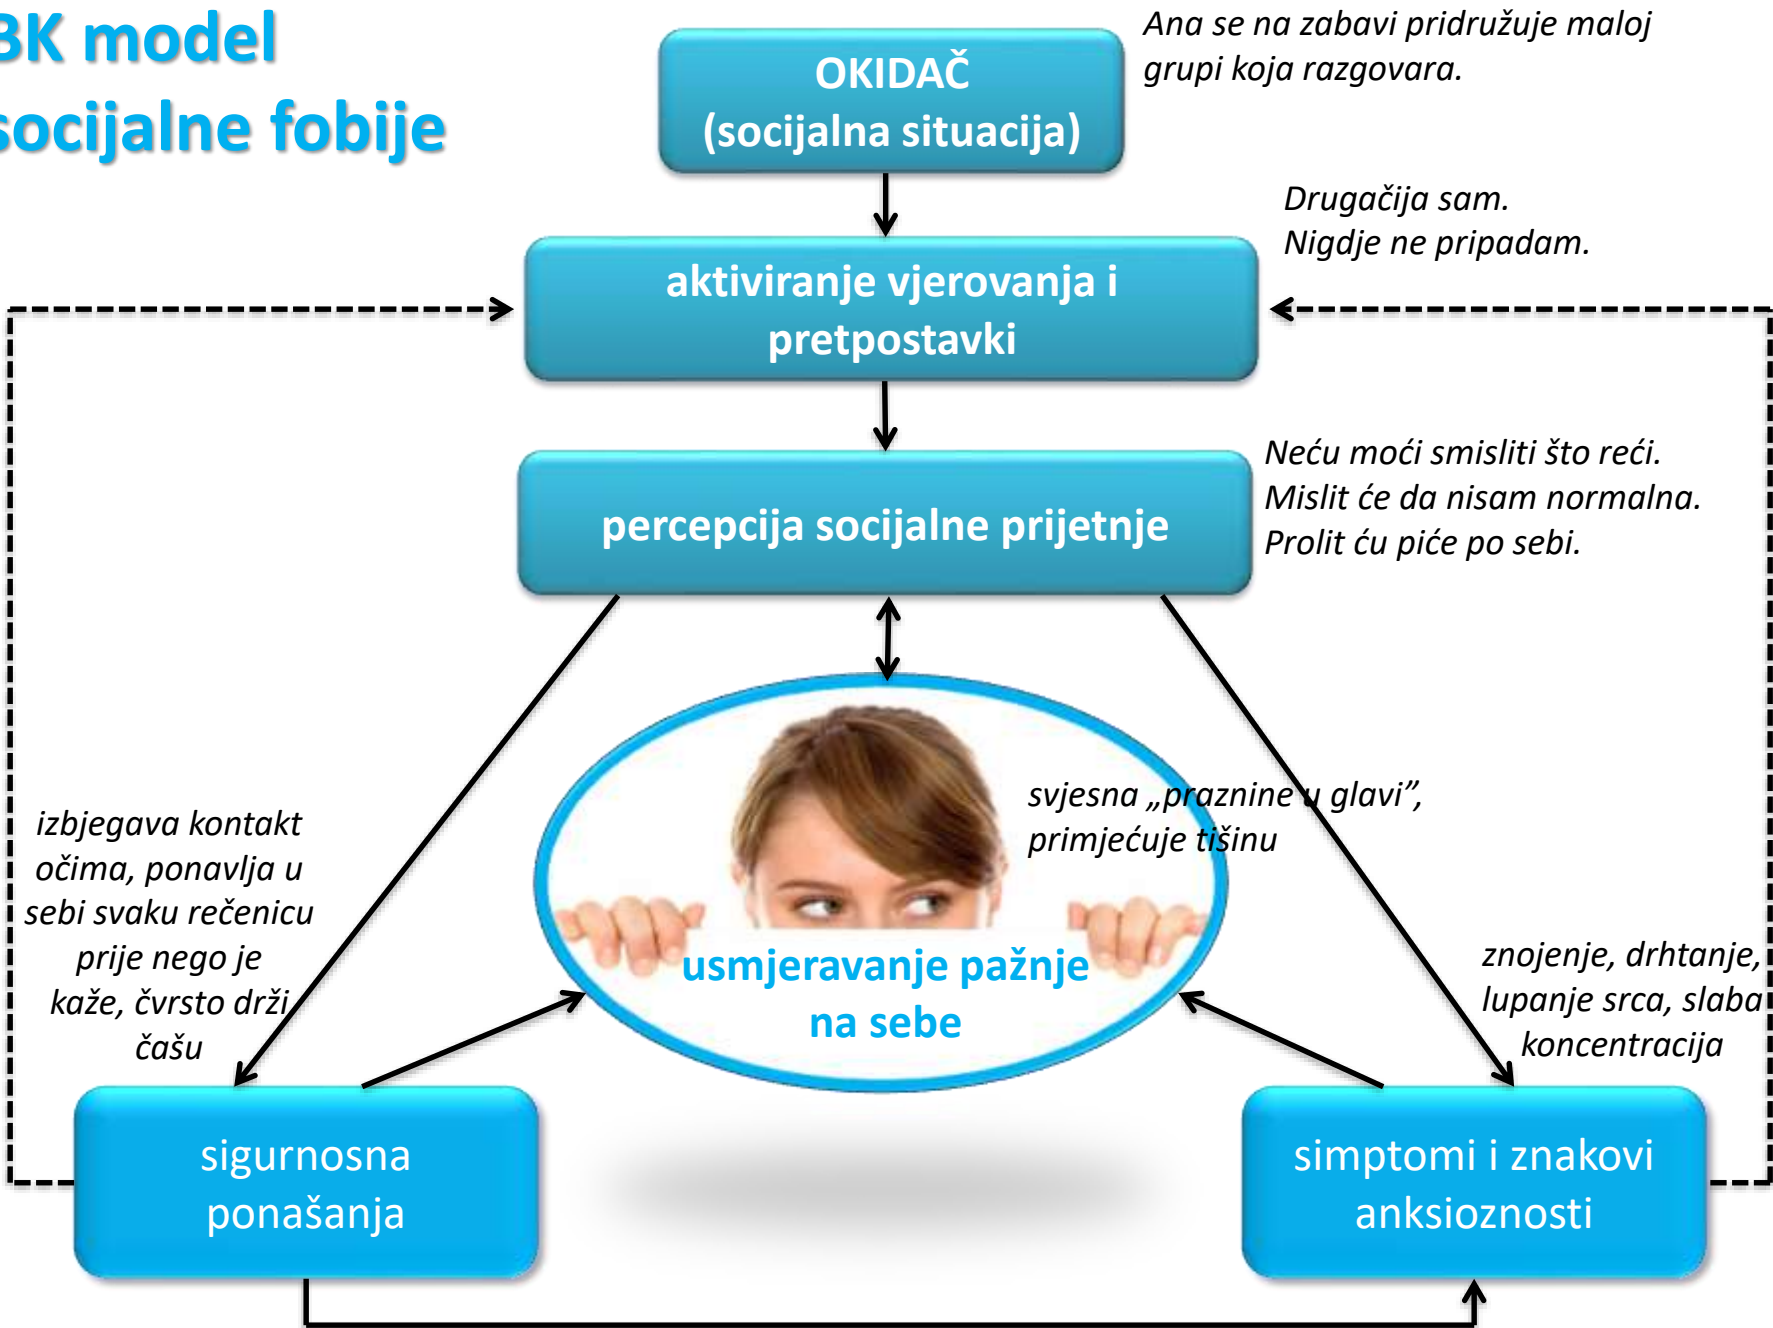 BK model
socijalne fobije
OKIDAČ
(socijalna situacija)
Ana se na zabavi pridružuje maloj
grupi koja razgovara.
Drugačija sam.
Nigdje ne pripadam.
aktiviranje vjerovanja i
pretpostavki
Neću moći smisliti što reći.
Mislit će da nisam normalna.
Prolit ću piće po sebi.
percepcija socijalne prijetnje
svjesna „praznine u glavi”,
primjećuje tišinu
izbjegava kontakt
očima, ponavlja u
sebi svaku rečenicu
prije nego je
kaže, čvrsto drži
čašu
usmjeravanje pažnje
na sebe
znojenje, drhtanje,
lupanje srca, slaba
koncentracija
sigurnosna
ponašanja
simptomi i znakovi
anksioznosti